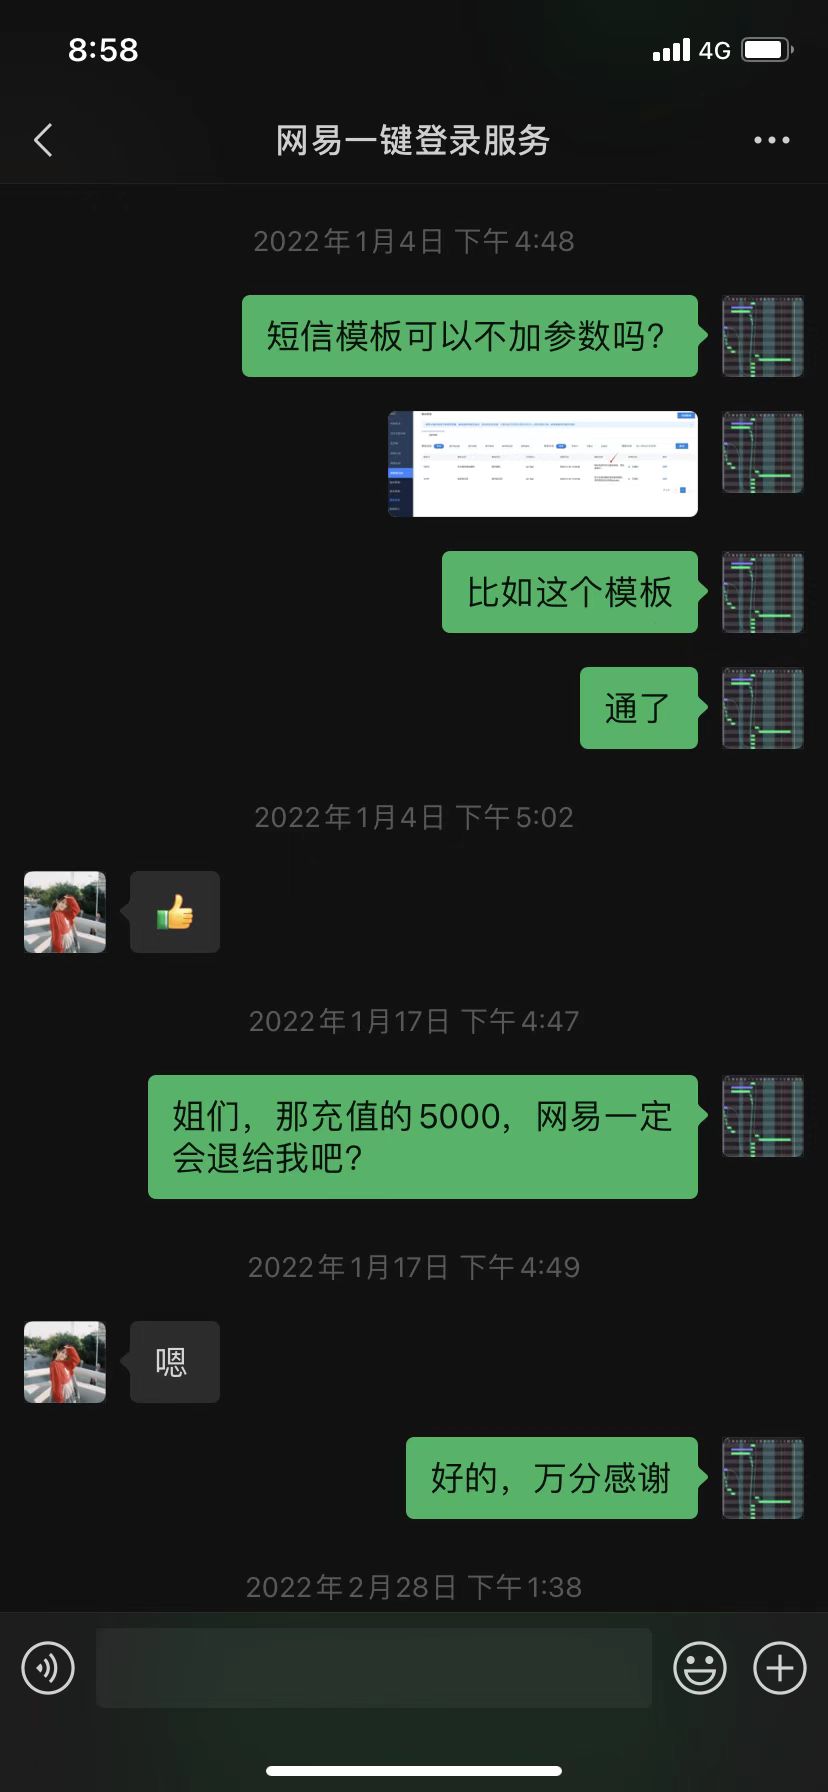 8:58
4G
网易一键登录服务
2022年1月4日 下午4:48
短信模板可以不加参数吗?
比如这个模板
通了
2022年1月4日 下午5:02
2022年1月17日 下午4:47
姐们，那充值的5000，网易一定
会退给我吧?
2022年1月17日 下午4:49
嗯
好的，万分感谢
2022年2月28日 下午1:38